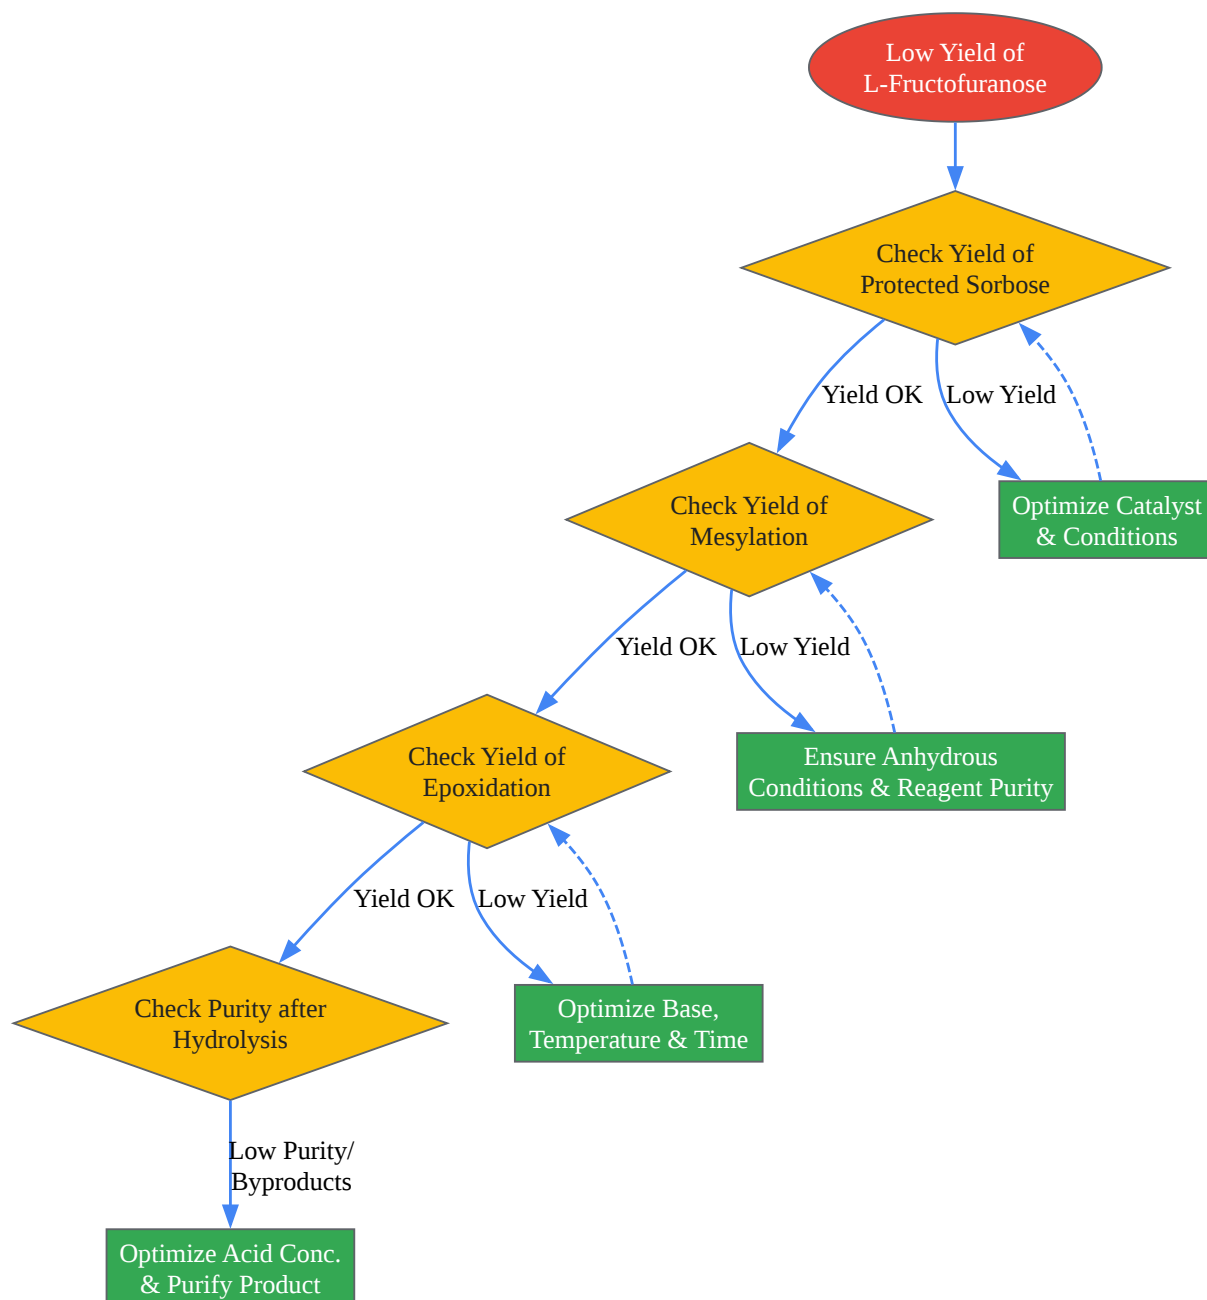 Low Yield of
L-Fructofuranose
Check Yield of
Protected Sorbose
Yield OK
Low Yield
Check Yield of
Mesylation
Optimize Catalyst
& Conditions
Yield OK
Low Yield
Check Yield of
Epoxidation
Ensure Anhydrous
Conditions & Reagent Purity
Yield OK
Low Yield
Check Purity after
Hydrolysis
Optimize Base,
Temperature & Time
Low Purity/
Byproducts
Optimize Acid Conc.
& Purify Product